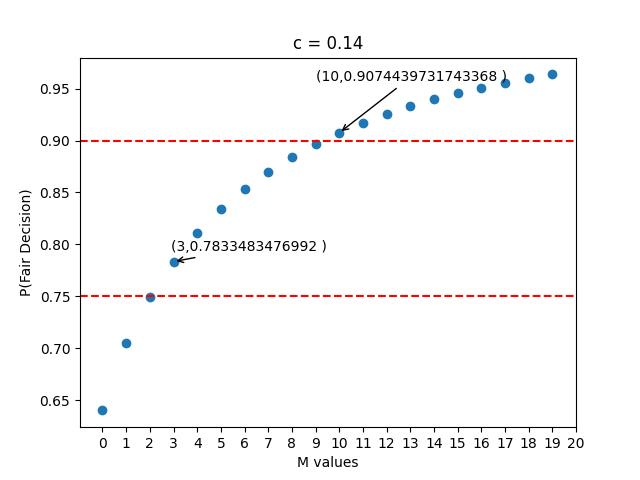 c = 0.14
(10,0.9074439731743368 )
(3,0.7833483476992 )
P(Fair Decision)
0.95
0.90
0.85
0.80
0.75
0.70
0.65
0 1 2 3 4 5 6 7 8 9 10 11 12 13 14 15 16 17 18 19 20
M values